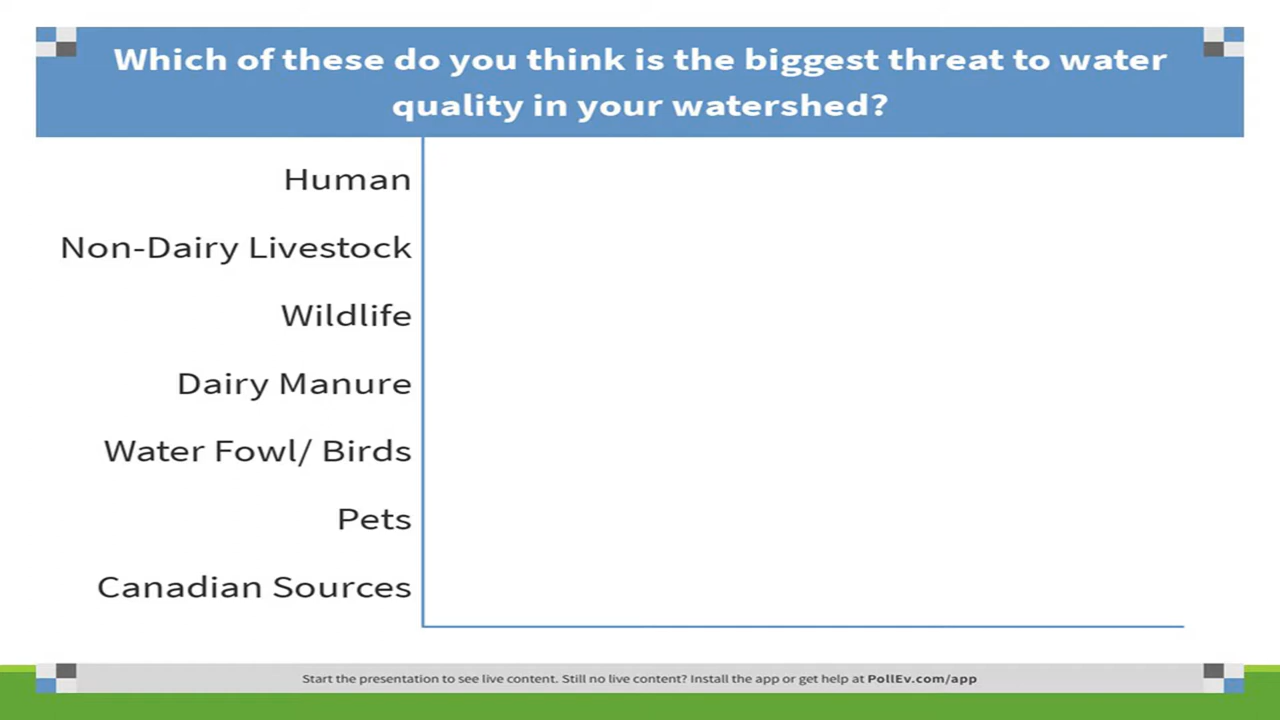 Which of these do you think is the biggest threat to water
quality in your watershed?
Human
Non-Dairy Livestock
Wildlife
Dairy Manure
Water Fowl/ Birds
Pets
Canadian Sources
Start the presentation to see live content. Still no live content? Install the app or get help at PollEv.com/app